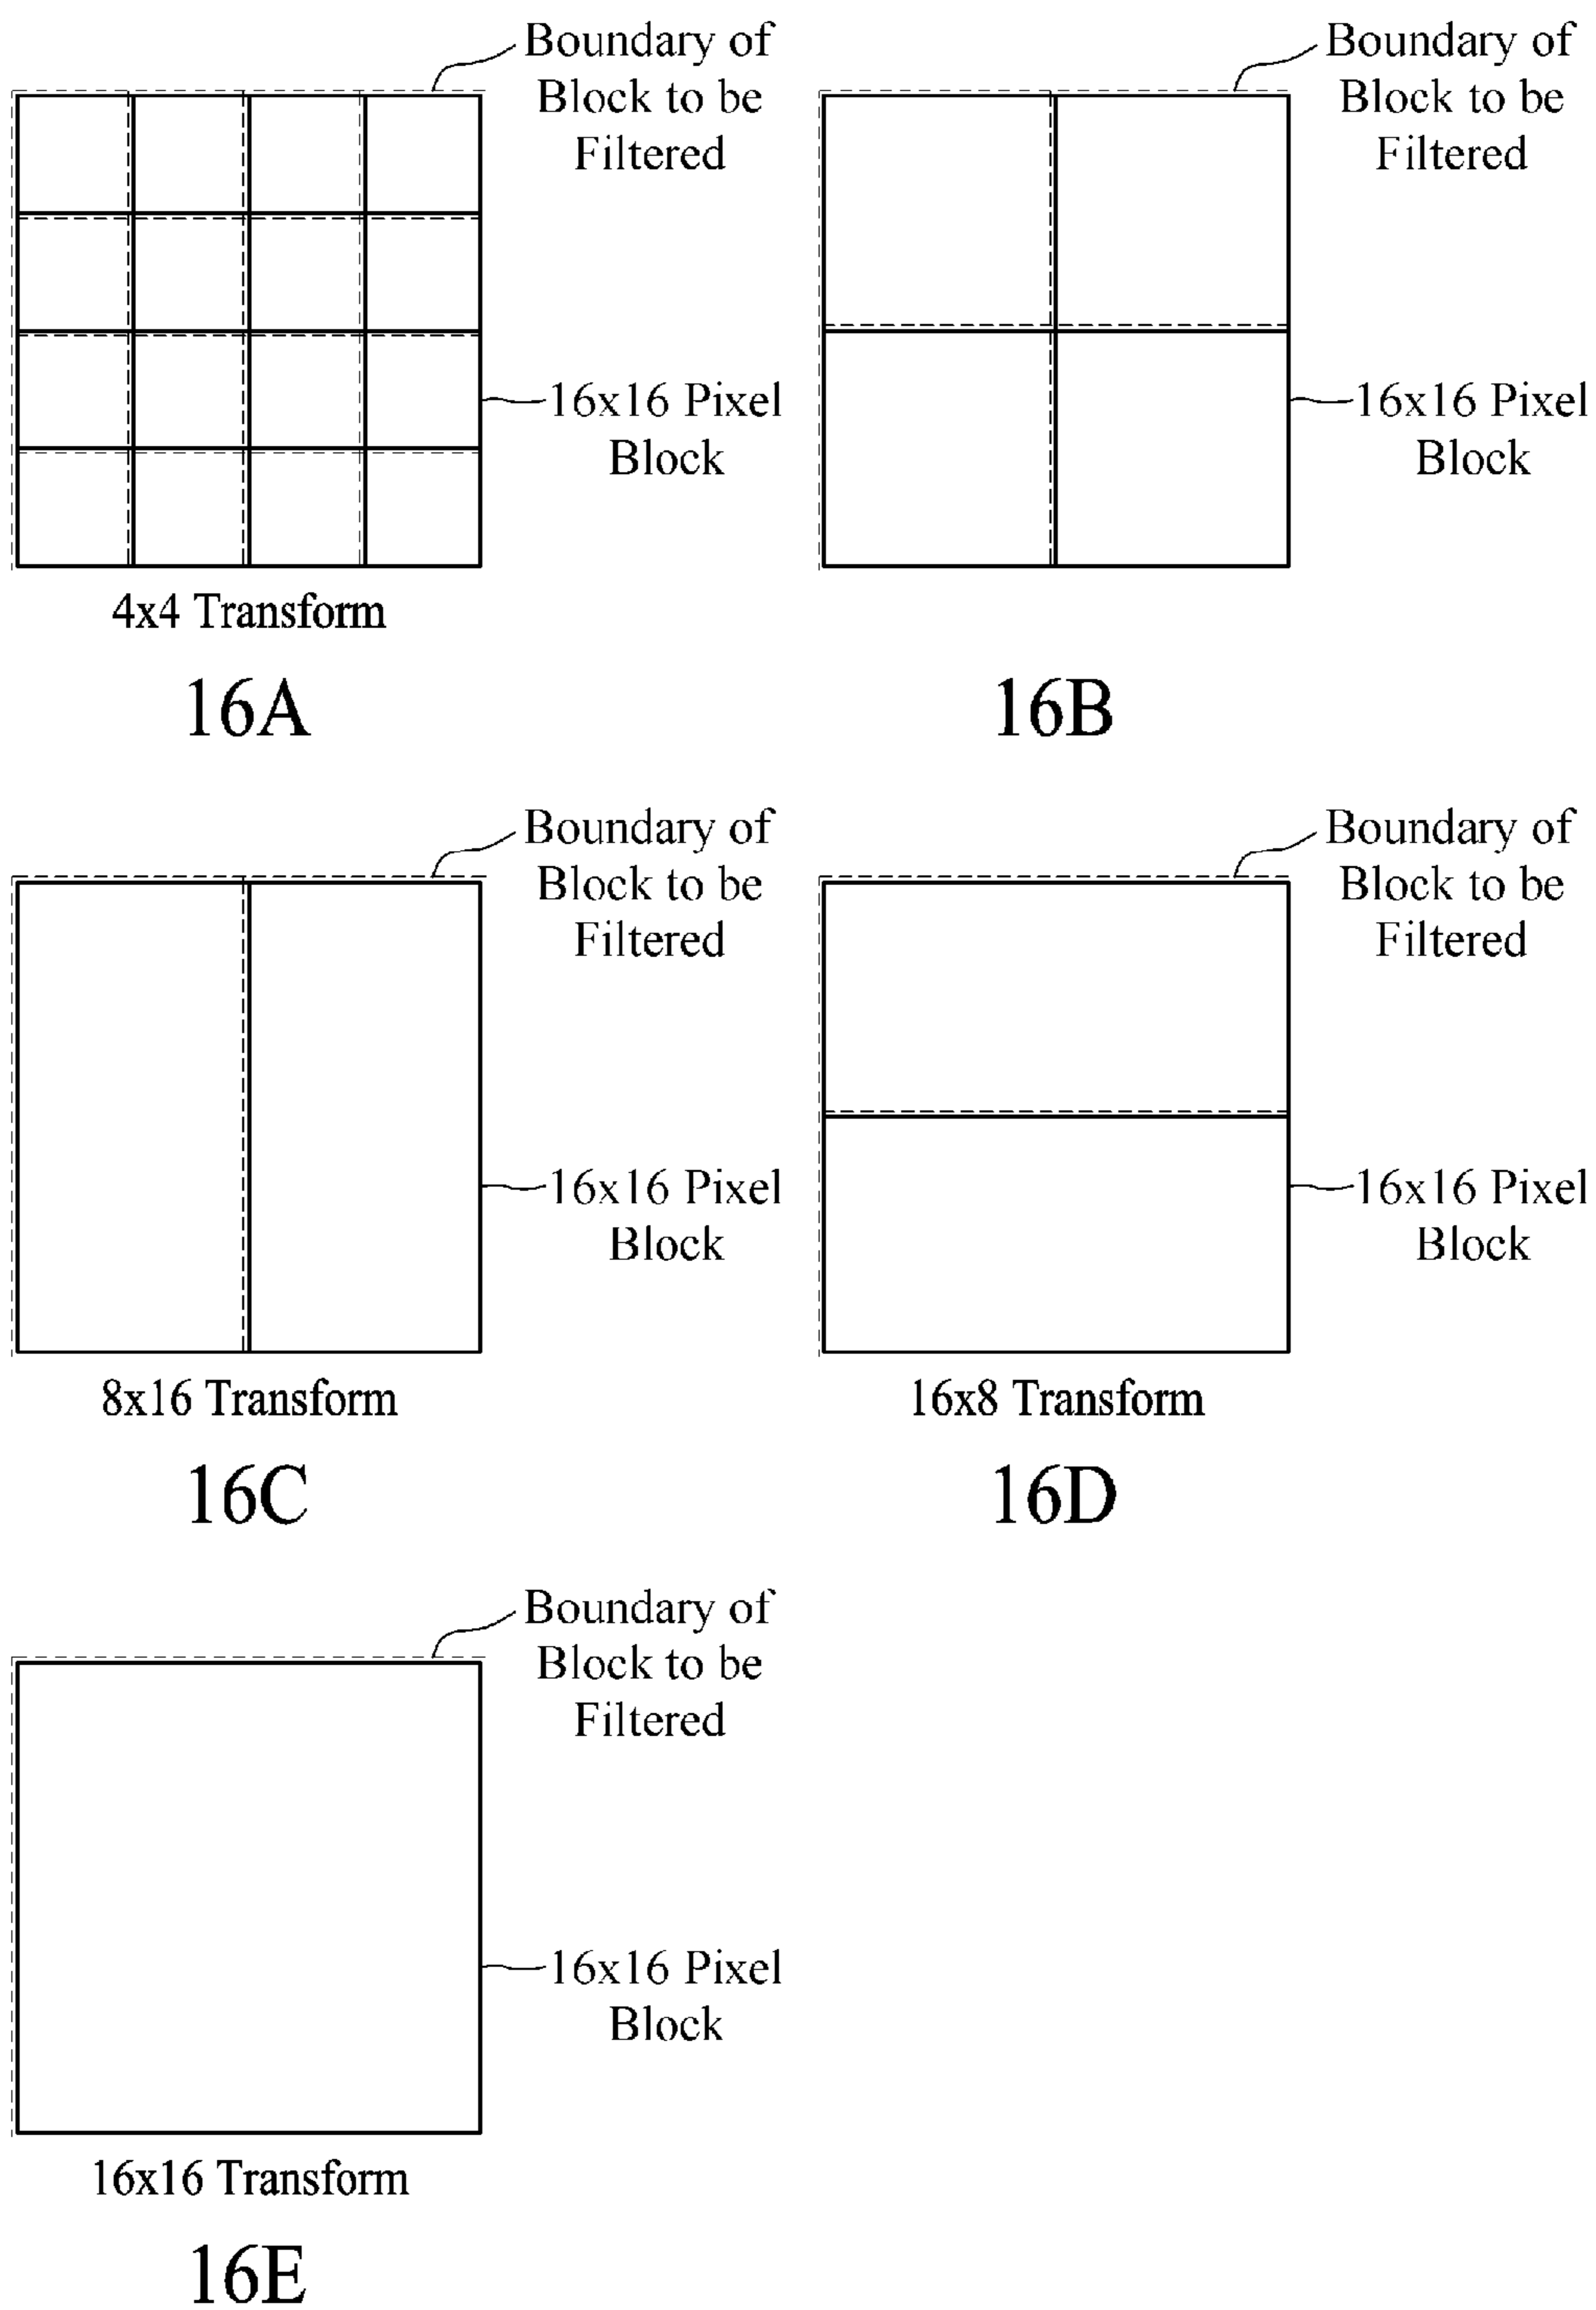 Boundary of
Block to be
Filtered
16x16 Pixel
Block
4x4 Transform
16A
Boundary of
Block to be
Filtered
16x16 Pixel
Block
16B
Boundary of
Block to be
Filtered
16x16 Pixel
Block
8x16 Transform
16C
Boundary of
Block to be
Filtered
16x16 Pixel
Block
16x8 Transform
16D
Boundary of
Block to be
Filtered
16x16 Pixel
Block
16x16 Transform
16E